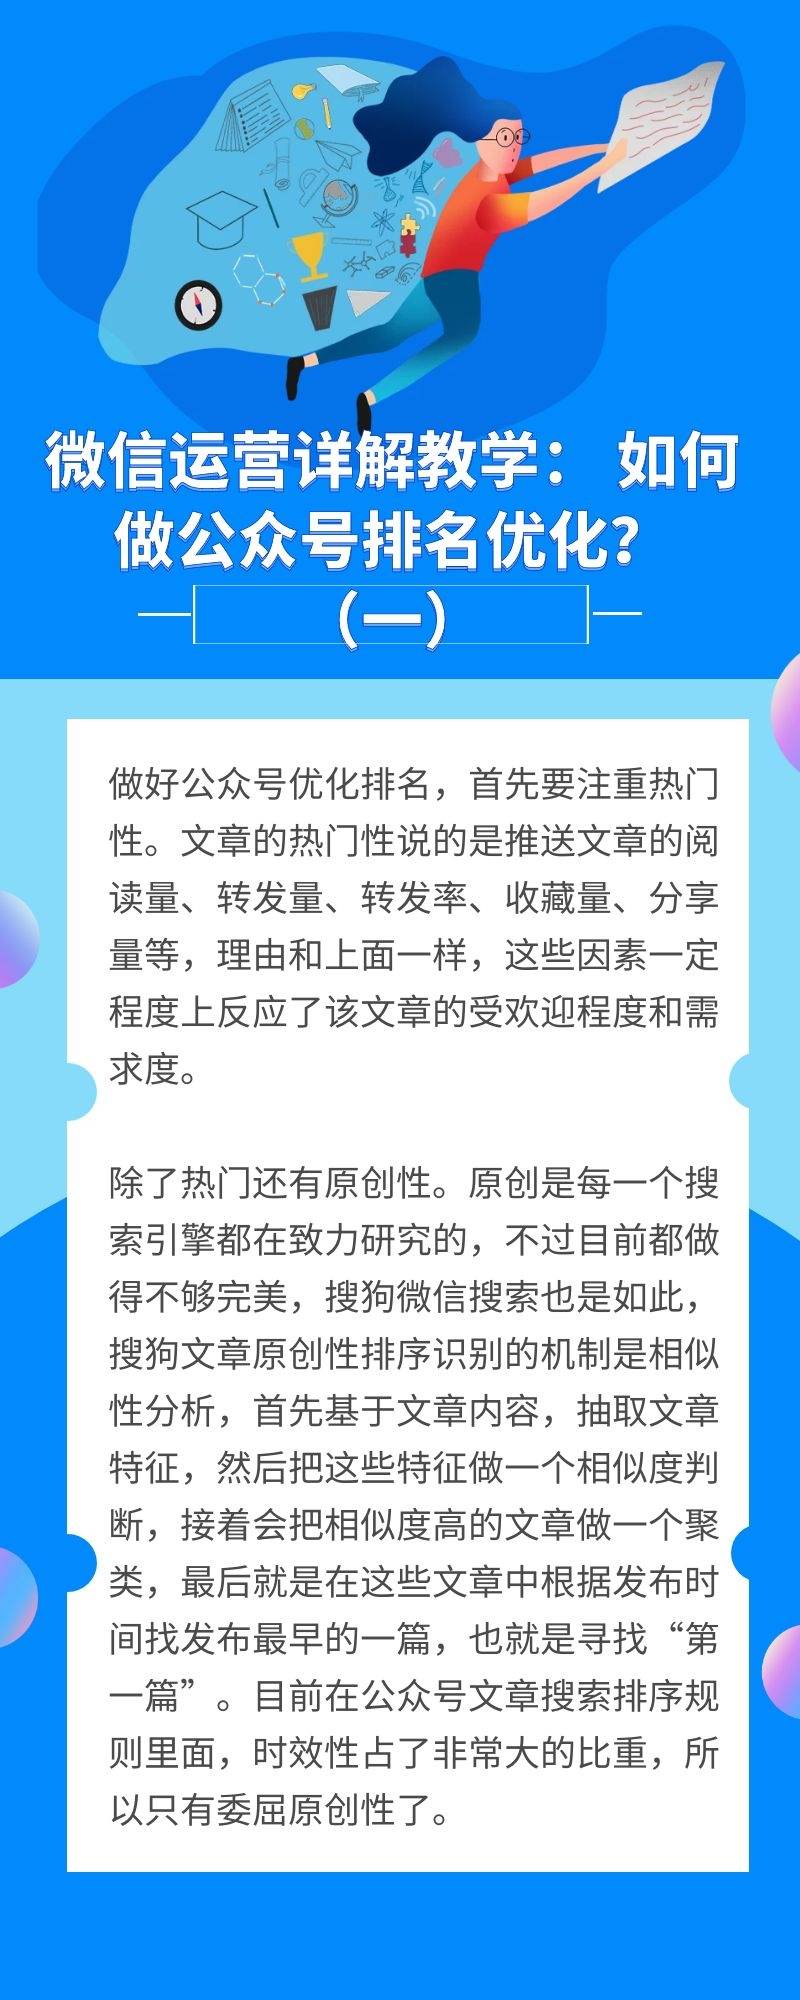 微信运营详解教学： 如何
做公众号排名优化？
（一）
做好公众号优化排名，首先要注重热门
性。文章的热门性说的是推送文章的阅
读量、转发量、转发率、收藏量、分享
量等，理由和上面一样，这些因素一定
程度上反应了该文章的受欢迎程度和需
求度。
除了热门还有原创性。原创是每一个搜
索引擎都在致力研究的，不过目前都做
得不够完美，搜狗微信搜索也是如此，
搜狗文章原创性排序识别的机制是相似
性分析，首先基于文章内容，抽取文章
特征，然后把这些特征做一个相似度判
断，接着会把相似度高的文章做一个聚
类，最后就是在这些文章中根据发布时
间找发布最早的一篇，也就是寻找“第
一篇”。目前在公众号文章搜索排序规
则里面，时效性占了非常大的比重，所
以只有委屈原创性了。